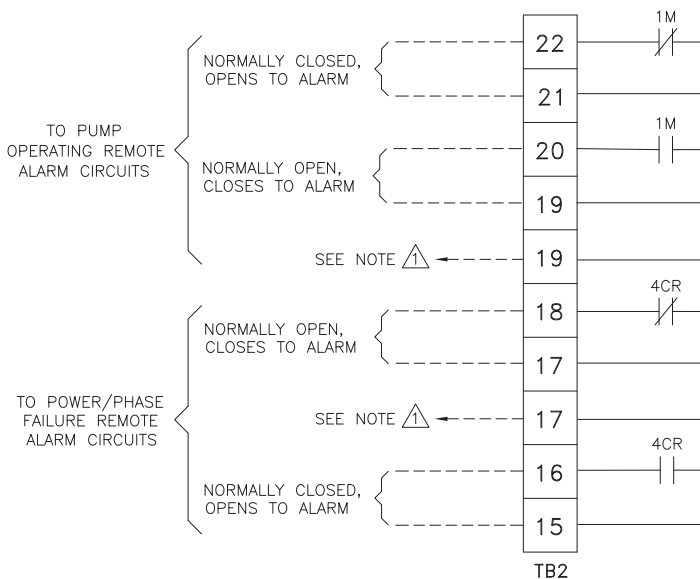 TO PUMP
OPERATING REMOTE
ALARM CIRCUITS
NORMALLY CLOSED,
OPENS TO ALARM
NORMALLY OPEN,
CLOSES TO ALARM
SEE NOTE 1
TO POWER/PHASE
FAILURE REMOTE
ALARM CIRCUITS
NORMALLY OPEN,
CLOSES TO ALARM
SEE NOTE 1
NORMALLY CLOSED,
OPENS TO ALARM
22
21
20
19
19
18
17
17
16
15
TB2
1M
1M
4CR
4CR